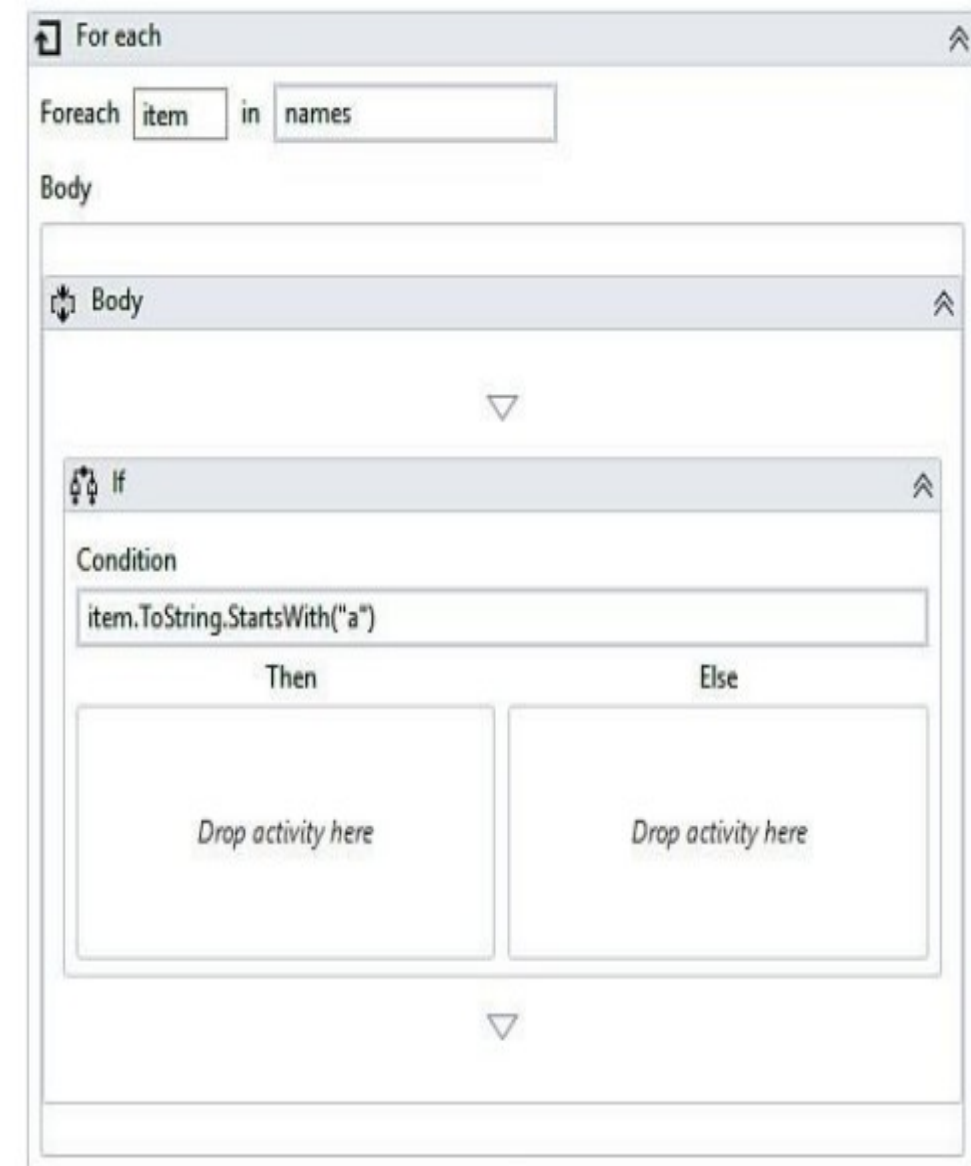 For each
Foreach item in names
Body
Body
If
Condition
item.ToString.StartsWith("a")
Then Else
Drop activity here Drop activity here